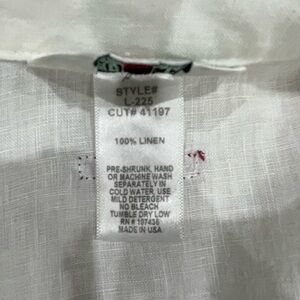 STYLE#
L-225
CUT# 41197
100% LINEN
PRE-SHRUNK, HAND
OR MACHINE WASH
SEPARATELY IN
COLD WATER, USE
MILD DETERGENT
NO BLEACH
TUMBLE DRY LOW
RN # 107436
MADE IN USA